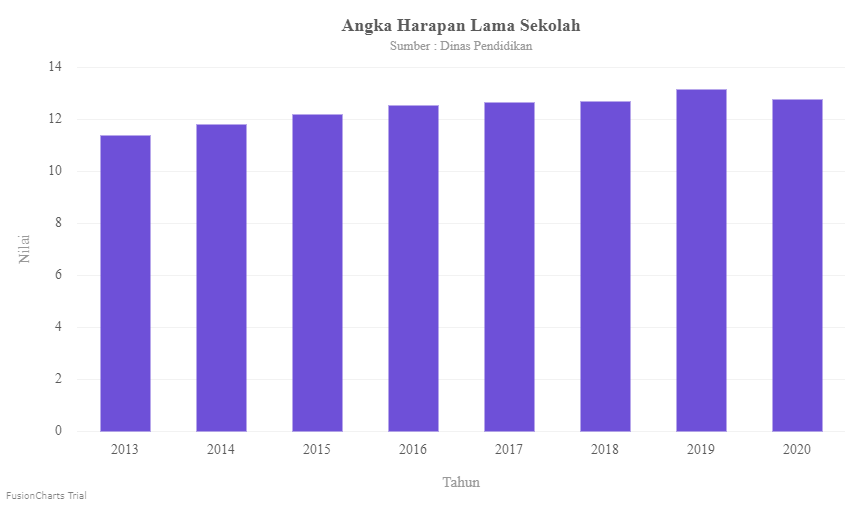 Angka Harapan Lama Sekolah
Sumber : Dinas Pendidikan
14
12
10
8
6
4
2
0
Nilai
2013 2014 2015 2016 2017 2018 2019 2020
Tahun
FusionCharts Trial